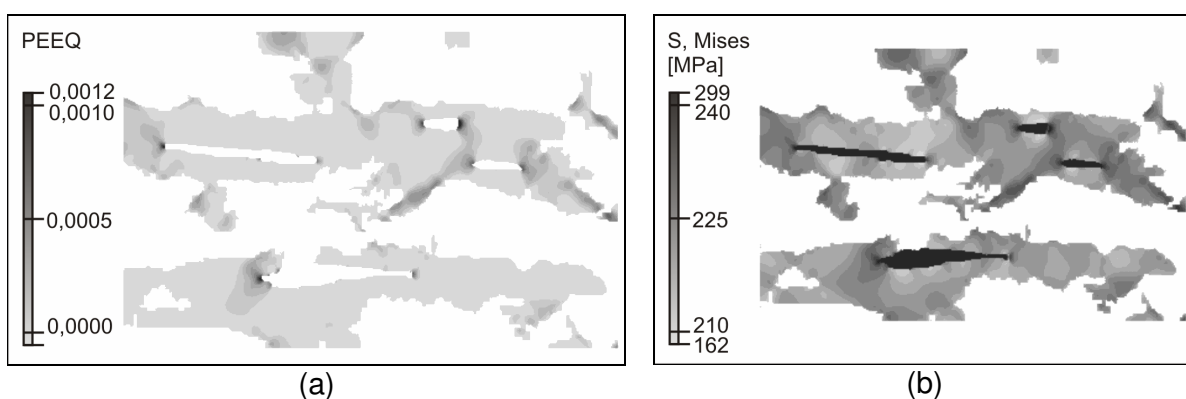 PEEQ
0,0012
0,0010
0,0005
0,0000
(a)
S, Mises
[MPa]
299
240
225
210
162
(b)